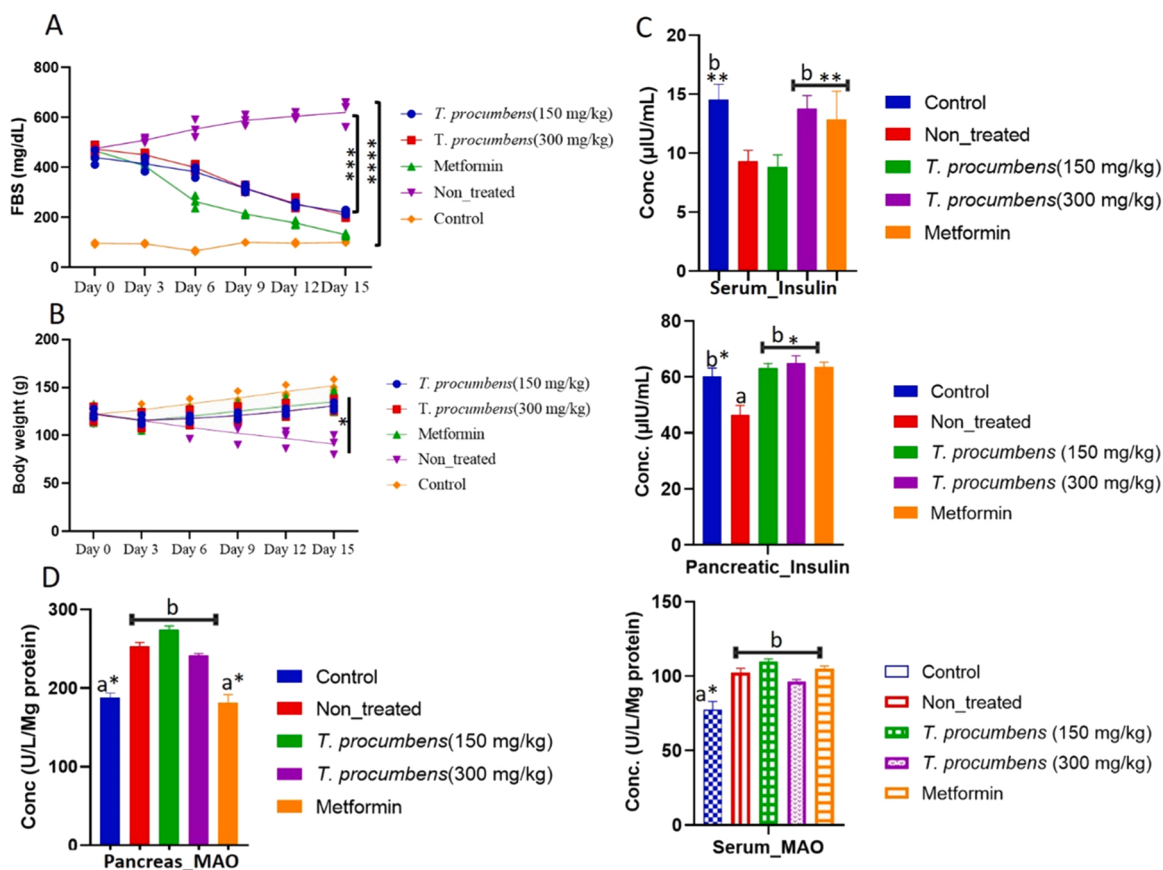 A
FBS (mg/dL)
800
600
400
200
0
Day 0 Day 3 Day 6 Day 9 Day 12 Day 15
***
****
T. procumbens(150 mg/kg)
T. procumbens(300 mg/kg)
Metformin
Non_treated
Control
B
Body weight (g)
200
150
100
50
0
Day 0 Day 3 Day 6 Day 9 Day 12 Day 15
*
T. procumbens(150 mg/kg)
T. procumbens(300 mg/kg)
Metformin
Non_treated
Control
C
Conc (µIU/mL)
20
15
10
5
0
b
**
b **
Serum_Insulin
Control
Non_treated
T. procumbens(150 mg/kg)
T. procumbens(300 mg/kg)
Metformin
Conc. (µIU/mL)
80
60
40
20
0
b*
a
b *
Pancreatic_Insulin
Control
Non_treated
T. procumbens (150 mg/kg)
T. procumbens (300 mg/kg)
Metformin
D
Conc (U/L/Mg protein)
300
200
100
0
a*
b
a*
Pancreas_MAO
Control
Non_treated
T. procumbens(150 mg/kg)
T. procumbens(300 mg/kg)
Metformin
Conc. (U/L/Mg protein)
150
100
50
0
a*
b
Serum_MAO
Control
Non_treated
T. procumbens (150 mg/kg)
T. procumbens (300 mg/kg)
Metformin